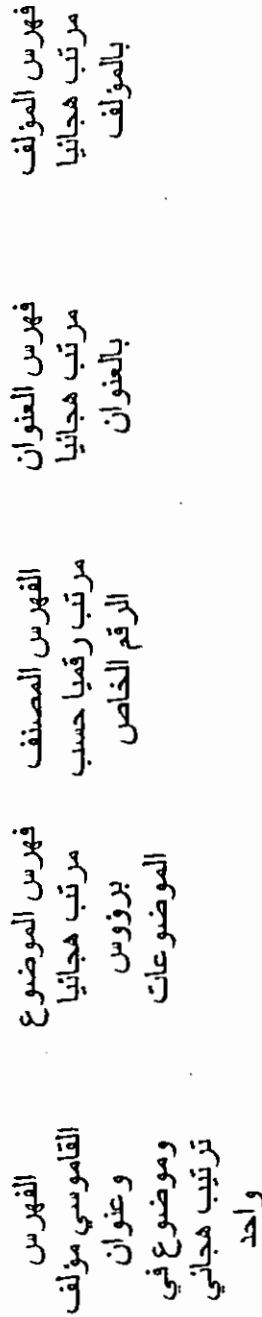 فهرس المؤلف
مرتب هجائيا
بالمؤلف
فهرس العنوان
مرتب هجائيا
بالعنوان
الفهرس المصنف
مرتب رقميا حسب
الرقم الخاص
فهرس الموضوع
مرتب هجائيا
برؤوس
الموضوعات
الفهرس
القاموسي مؤلف
وعنوان
وموضوع في
ترتيب هجائي
واحد